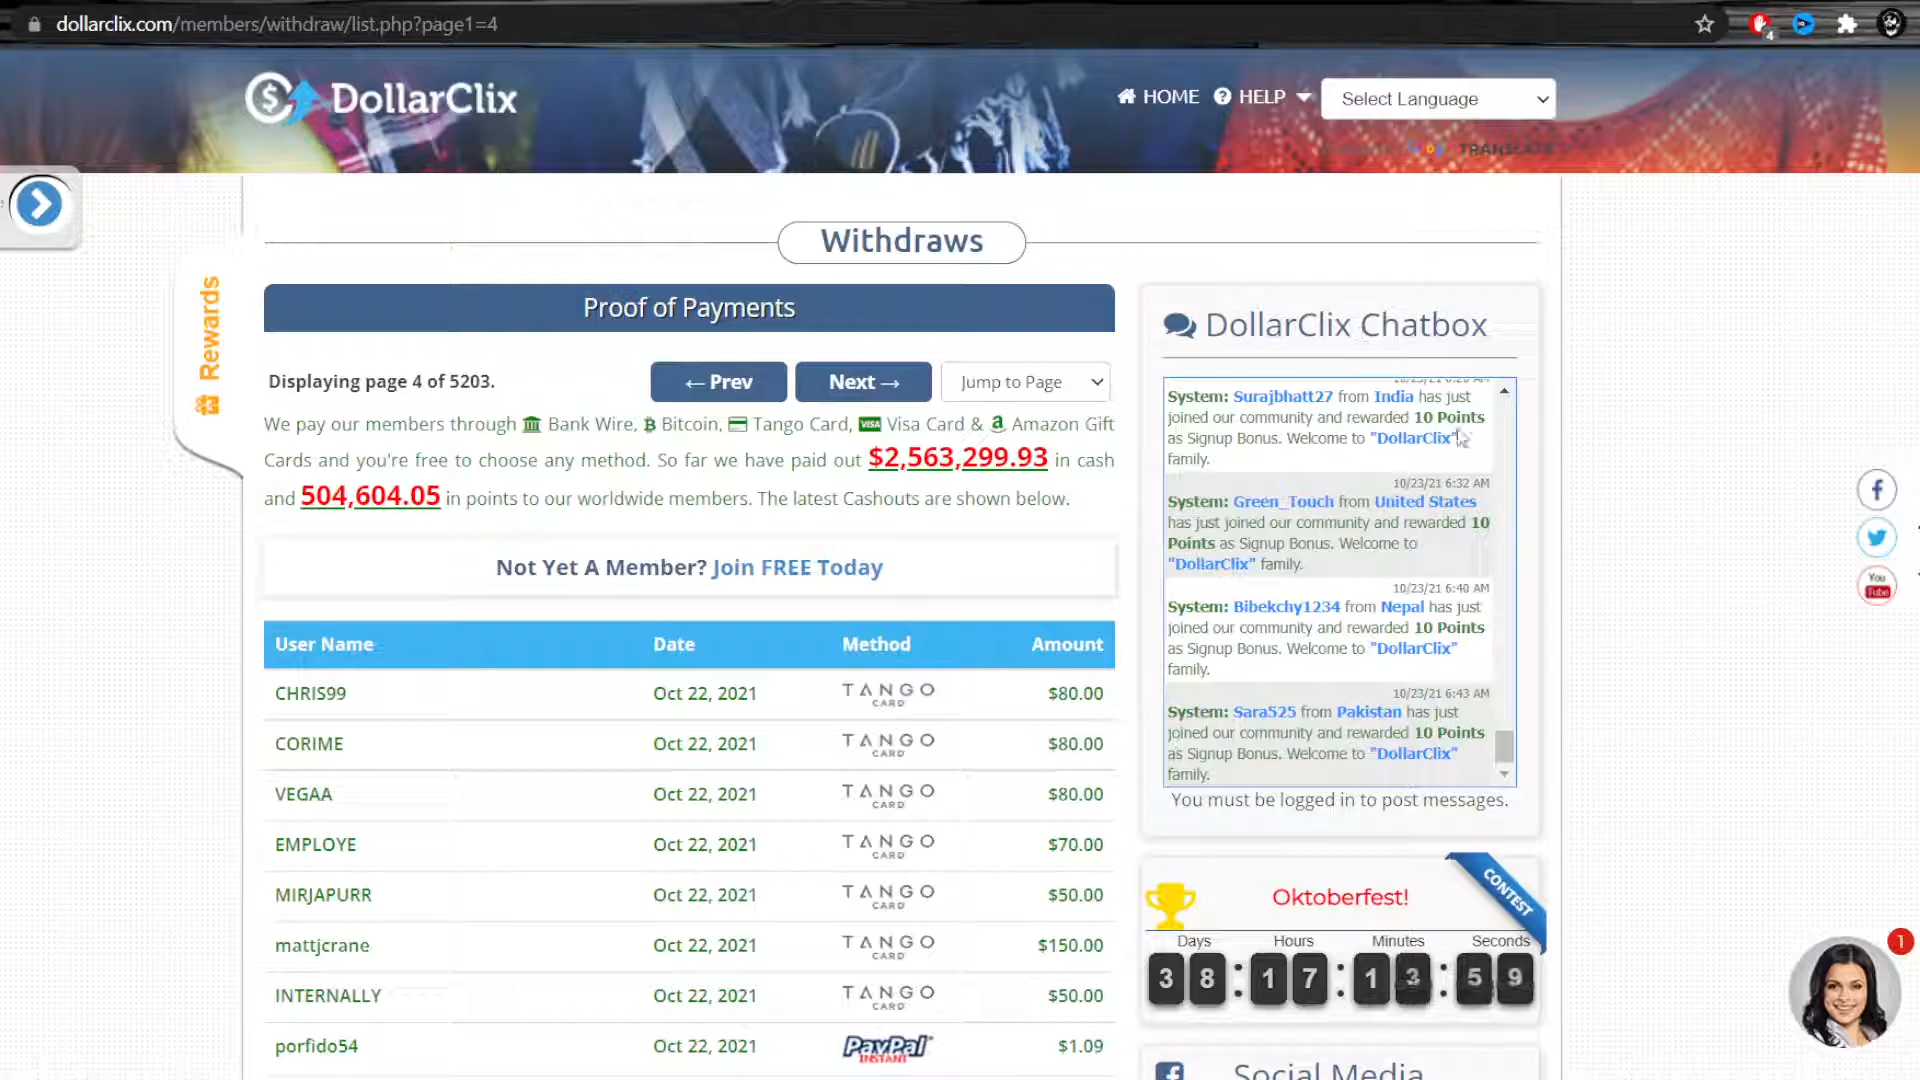 dollarclix.com/members/withdraw/list.php?page1=4
4
DollarClix
HOME
HELP
Select Language
TRANSLATE
Withdraws
Rewards
Proof of Payments
Displaying page 4 of 5203.
← Prev
Next →
Jump to Page
We pay our members through Bank Wire, Bitcoin, Tango Card, VISA Visa Card & Amazon Gift
Cards and you're free to choose any method. So far we have paid out $2,563,299.93 in cash
and 504,604.05 in points to our worldwide members. The latest Cashouts are shown below.
Not Yet A Member? Join FREE Today
User Name Date Method Amount
CHRIS99 Oct 22, 2021 TANGO CARD $80.00
CORIME Oct 22, 2021 TANGO CARD $80.00
VEGAA Oct 22, 2021 TANGO CARD $80.00
EMPLOYE Oct 22, 2021 TANGO CARD $70.00
MIRJAPURR Oct 22, 2021 TANGO CARD $50.00
mattjcrane Oct 22, 2021 TANGO CARD $150.00
INTERNALLY Oct 22, 2021 TANGO CARD $50.00
porfido54 Oct 22, 2021 PayPal INSTANT $1.09
DollarClix Chatbox
System: Surajbhatt27 from India has just
joined our community and rewarded 10 Points
as Signup Bonus. Welcome to "DollarClix"
family.
10/23/21 6:32 AM
System: Green_Touch from United States
has just joined our community and rewarded 10
Points as Signup Bonus. Welcome to
"DollarClix" family.
10/23/21 6:40 AM
System: Bibekchy1234 from Nepal has just
joined our community and rewarded 10 Points
as Signup Bonus. Welcome to "DollarClix"
family.
10/23/21 6:43 AM
System: Sara525 from Pakistan has just
joined our community and rewarded 10 Points
as Signup Bonus. Welcome to "DollarClix"
family.
You must be logged in to post messages.
CONTEST
Oktoberfest!
Days Hours Minutes Seconds
38 : 17 : 13 : 59
Social Media
You
Tube
1